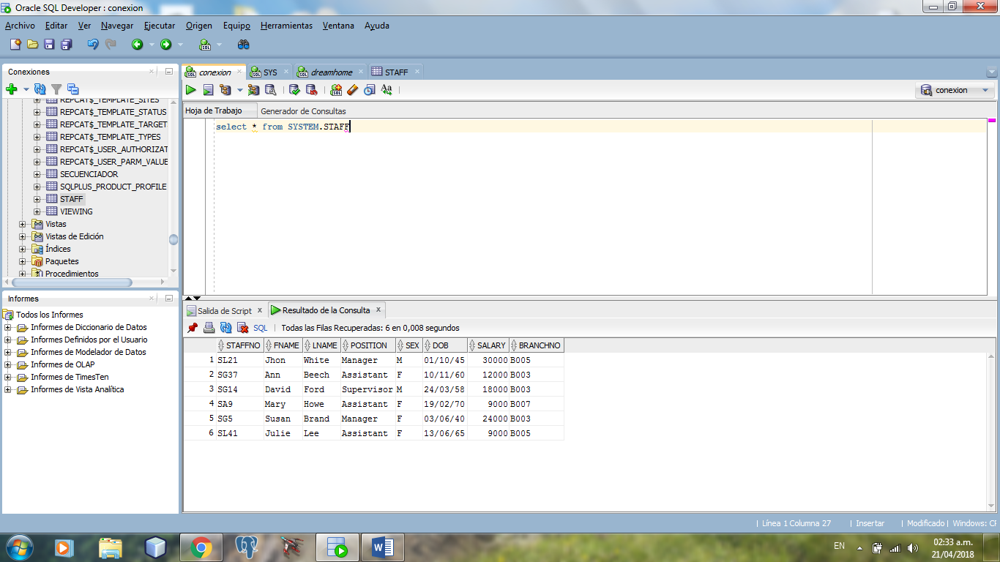 Oracle SQL Developer : conexion
Archivo Editar Ver Navegar Ejecutar Origen Equipo Herramientas Ventana Ayuda
Conexiones
REPCAT$_TEMPLATE_SITES
REPCAT$_TEMPLATE_STATUS
REPCAT$_TEMPLATE_TARGET
REPCAT$_TEMPLATE_TYPES
REPCAT$_USER_AUTHORIZAT
REPCAT$_USER_PARM_VALUE
SECUENCIADOR
SQLPLUS_PRODUCT_PROFILE
STAFF
VIEWING
Vistas
Vistas de Edición
Índices
Paquetes
Procedimientos
Informes
Todos los Informes
Informes de Diccionario de Datos
Informes Definidos por el Usuario
Informes de Modelador de Datos
Informes de OLAP
Informes de TimesTen
Informes de Vista Analítica
conexion SYS dreamhome STAFF
conexion
Hoja de Trabajo Generador de Consultas
select * from SYSTEM.STAFF
Salida de Script Resultado de la Consulta
SQL | Todas las Filas Recuperadas: 6 en 0,008 segundos
STAFFNO FNAME LNAME POSITION SEX DOB SALARY BRANCHNO
1 SL21 Jhon White Manager M 01/10/45 30000 B005
2 SG37 Ann Beech Assistant F 10/11/60 12000 B003
3 SG14 David Ford Supervisor M 24/03/58 18000 B003
4 SA9 Mary Howe Assistant F 19/02/70 9000 B007
5 SG5 Susan Brand Manager F 03/06/40 24000 B003
6 SL41 Julie Lee Assistant F 13/06/65 9000 B005
| Línea 1 Columna 27 | Insertar | Modificado | Windows: CF
EN 02:33 a.m.
21/04/2018